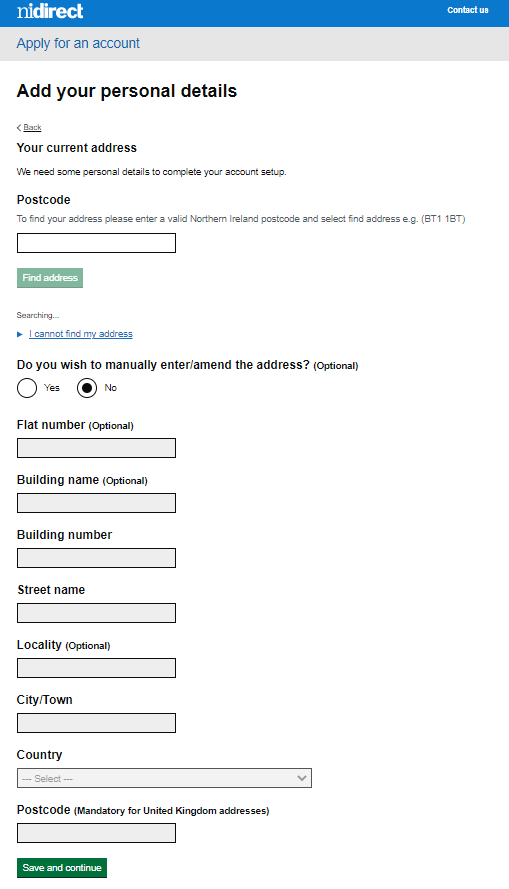 nidirect
Contact us
Apply for an account
Add your personal details
Back
Your current address
We need some personal details to complete your account setup.
Postcode
To find your address please enter a valid Northern Ireland postcode and select find address e.g. (BT1 1BT)
Find address
Searching...
I cannot find my address
Do you wish to manually enter/amend the address? (Optional)
Yes No
Flat number (Optional)
Building name (Optional)
Building number
Street name
Locality (Optional)
City/Town
Country
--- Select ---
Postcode (Mandatory for United Kingdom addresses)
Save and continue